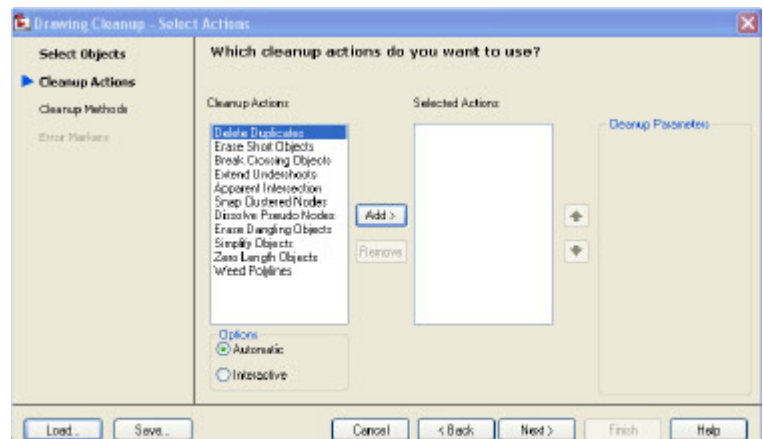 Drawing Cleanup - Select Actions
Select Objects
Cleanup Actions
Cleanup Methods
Error Markers
Which cleanup actions do you want to use?
Cleanup Actions:
Delete Duplicates
Erase Short Objects
Break Crossing Objects
Extend Undershoots
Apparent Intersection
Snap Clustered Nodes
Dissolve Pseudo Nodes
Erase Dangling Objects
Simplify Objects
Zero Length Objects
Weed Polylines
Add >
Remove
Selected Actions:
Cleanup Parameters
Options
Automatic
Interactive
Load...
Save...
Cancel
< Back
Next >
Finish
Help